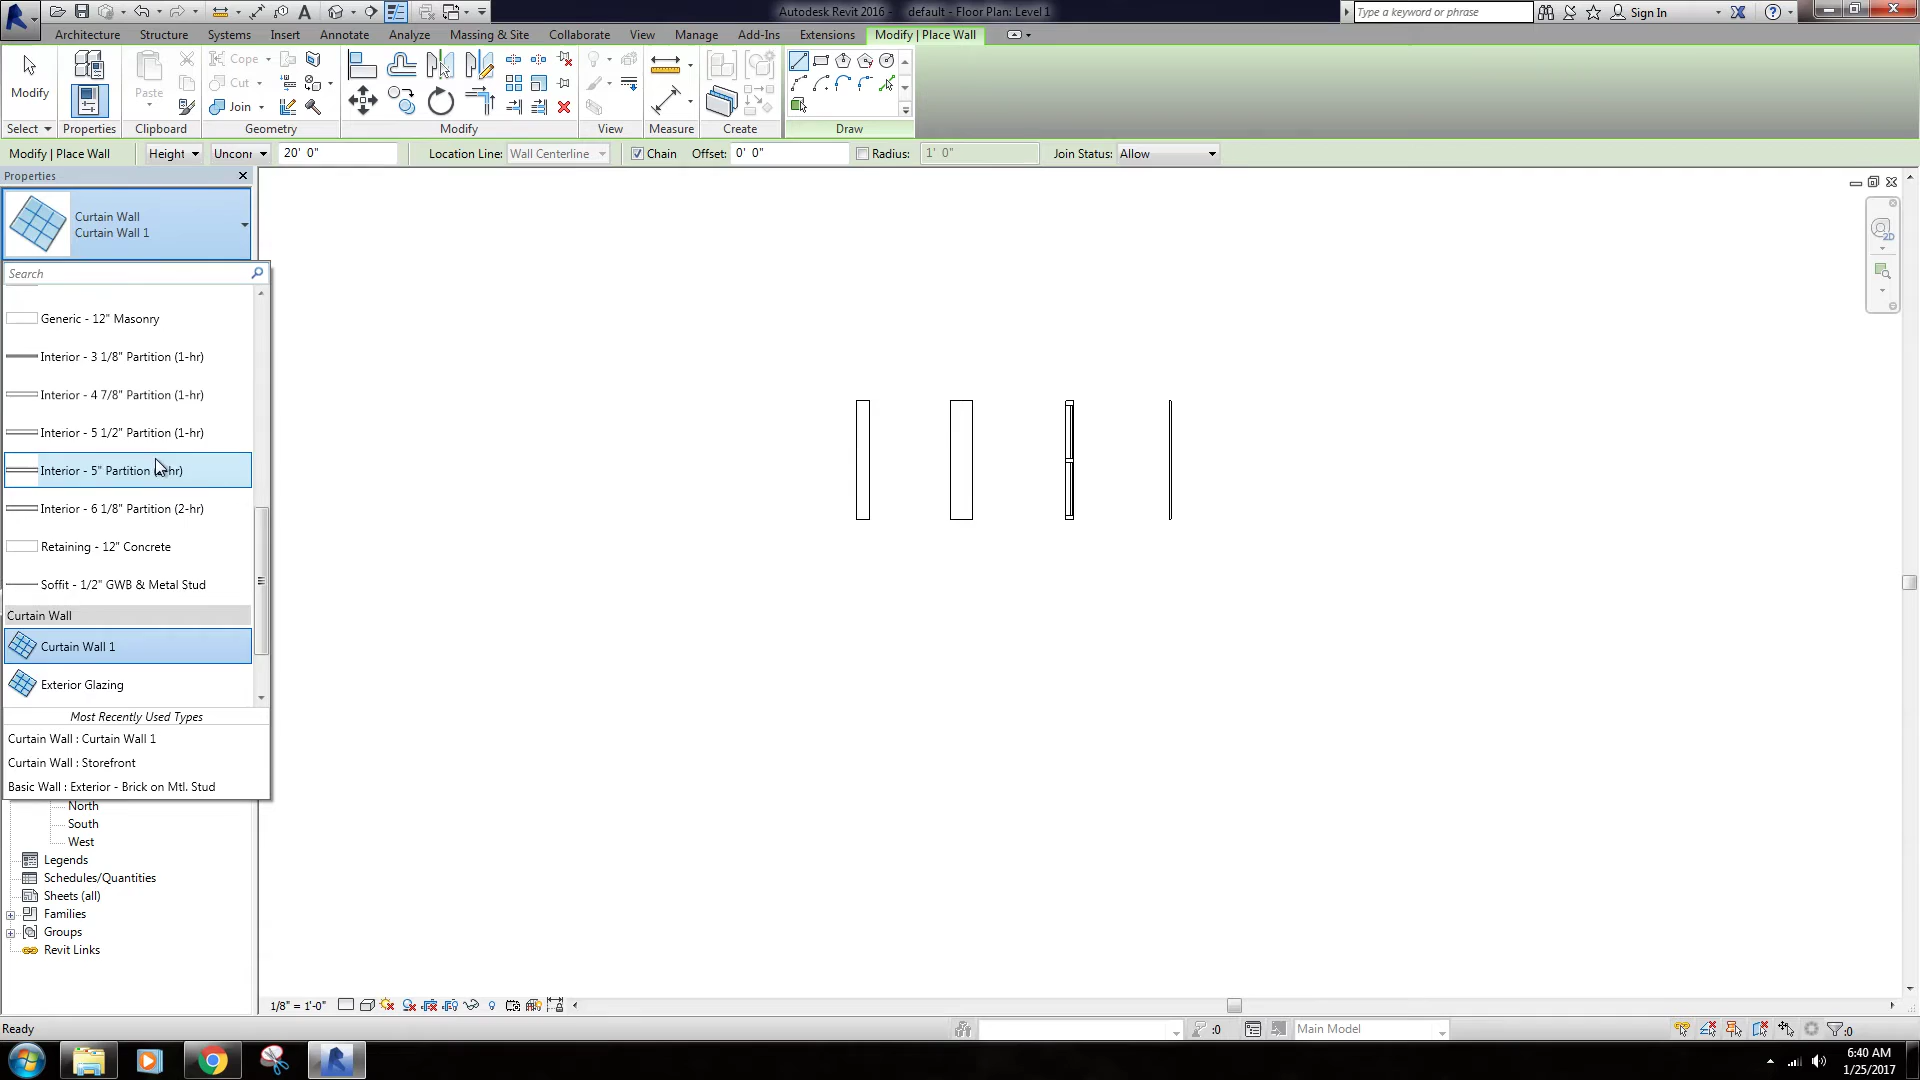 Autodesk Revit 2016 - default - Floor Plan: Level 1
Type a keyword or phrase
Sign In
Architecture Structure Systems Insert Annotate Analyze Massing & Site Collaborate View Manage Add-Ins Extensions Modify | Place Wall
Modify
Paste
Cope
Cut
Join
Select Properties Clipboard Geometry Modify View Measure Create Draw
Modify | Place Wall Height Unconr 20' 0" Location Line: Wall Centerline Chain Offset: 0' 0" Radius: 1' 0" Join Status: Allow
Properties
Curtain Wall
Curtain Wall 1
2D
Search
Generic - 12" Masonry
Interior - 3 1/8" Partition (1-hr)
Interior - 4 7/8" Partition (1-hr)
Interior - 5 1/2" Partition (1-hr)
Interior - 5" Partition hr)
Interior - 6 1/8" Partition (2-hr)
Retaining - 12" Concrete
Soffit - 1/2" GWB & Metal Stud
Curtain Wall
Curtain Wall 1
Exterior Glazing
Most Recently Used Types
Curtain Wall : Curtain Wall 1
Curtain Wall : Storefront
Basic Wall : Exterior - Brick on Mtl. Stud
North
South
West
Legends
Schedules/Quantities
Sheets (all)
Families
Groups
Revit Links
1/8" = 1'-0"
Ready
:0
Main Model
:0
6:40 AM
1/25/2017